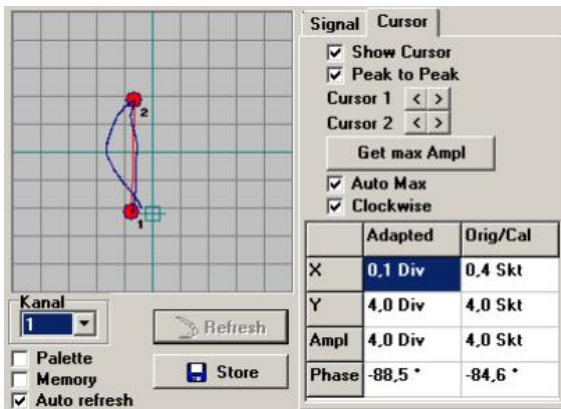 2
1
Kanal
1
Refresh
Palette
Memory
Auto refresh
Store
Signal Cursor
Show Cursor
Peak to Peak
Cursor 1 < >
Cursor 2 < >
Get max Ampl
Auto Max
Clockwise
Adapted Orig/Cal
X 0,1 Div 0,4 Skt
Y 4,0 Div 4,0 Skt
Ampl 4,0 Div 4,0 Skt
Phase -88,5 ° -84,6 °